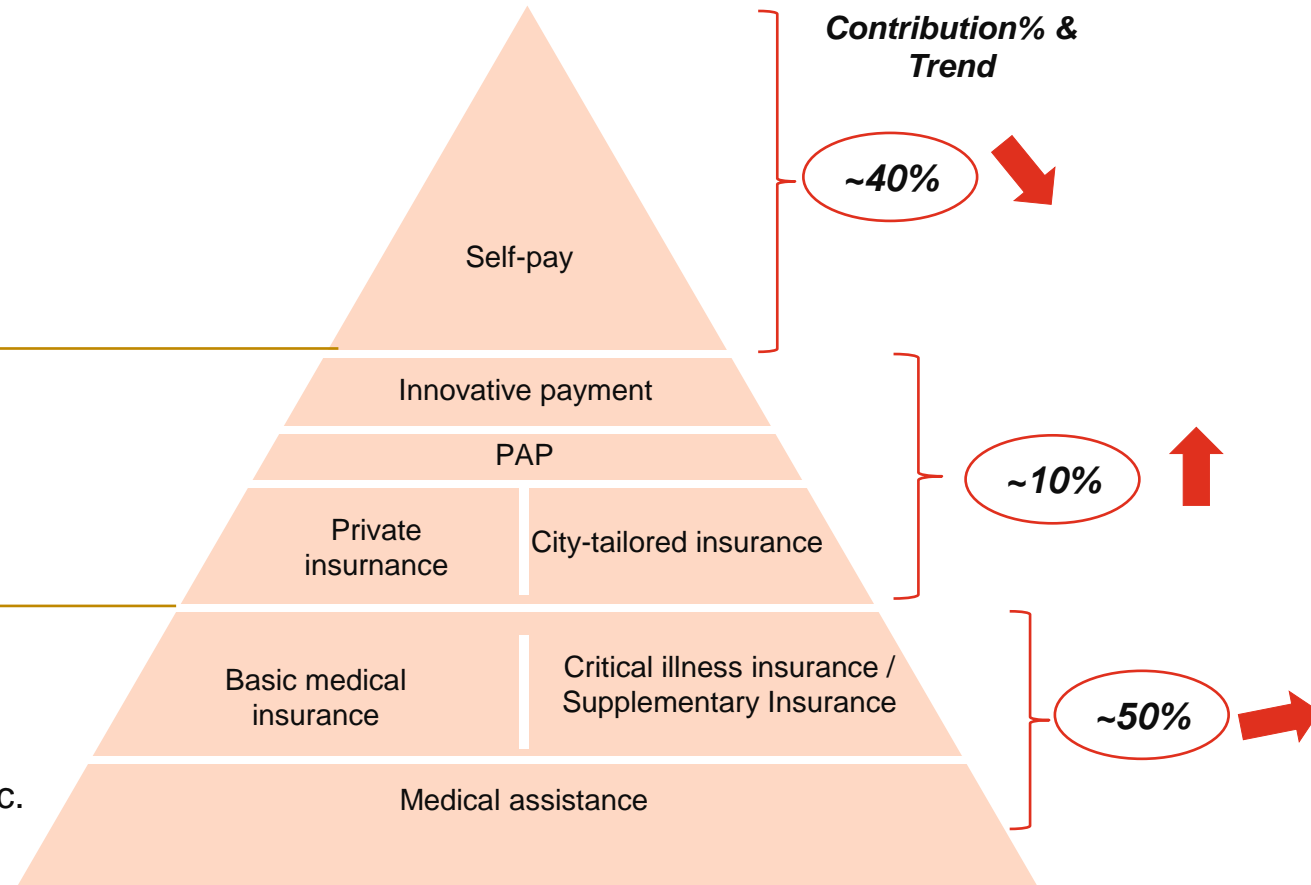 Contribution% &
Trend
~40%
Self-pay
Innovative payment
PAP
~10%
Private
insurnance
City-tailored insurance
Basic medical
insurance
Critical illness insurance /
Supplementary Insurance
~50%
c.
Medical assistance